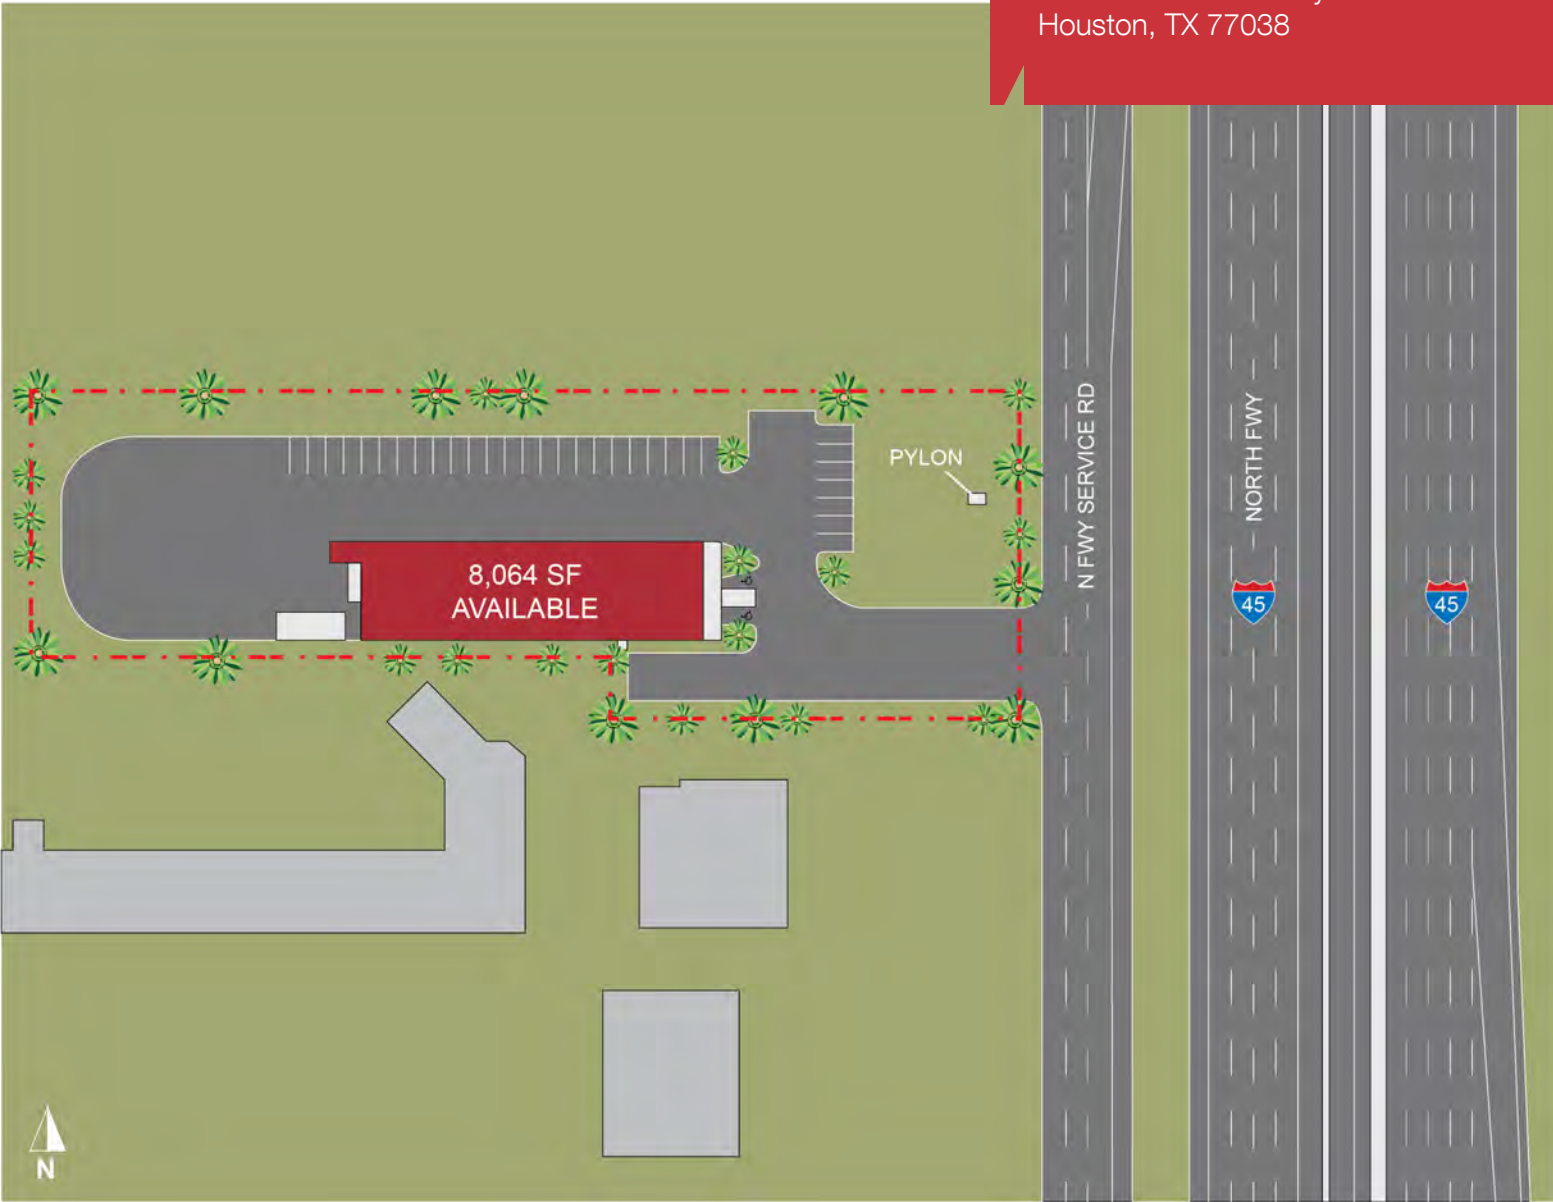 Houston, TX 77038
PYLON
8,064 SF
AVAILABLE
N FWY SERVICE RD
NORTH FWY
45
45
N